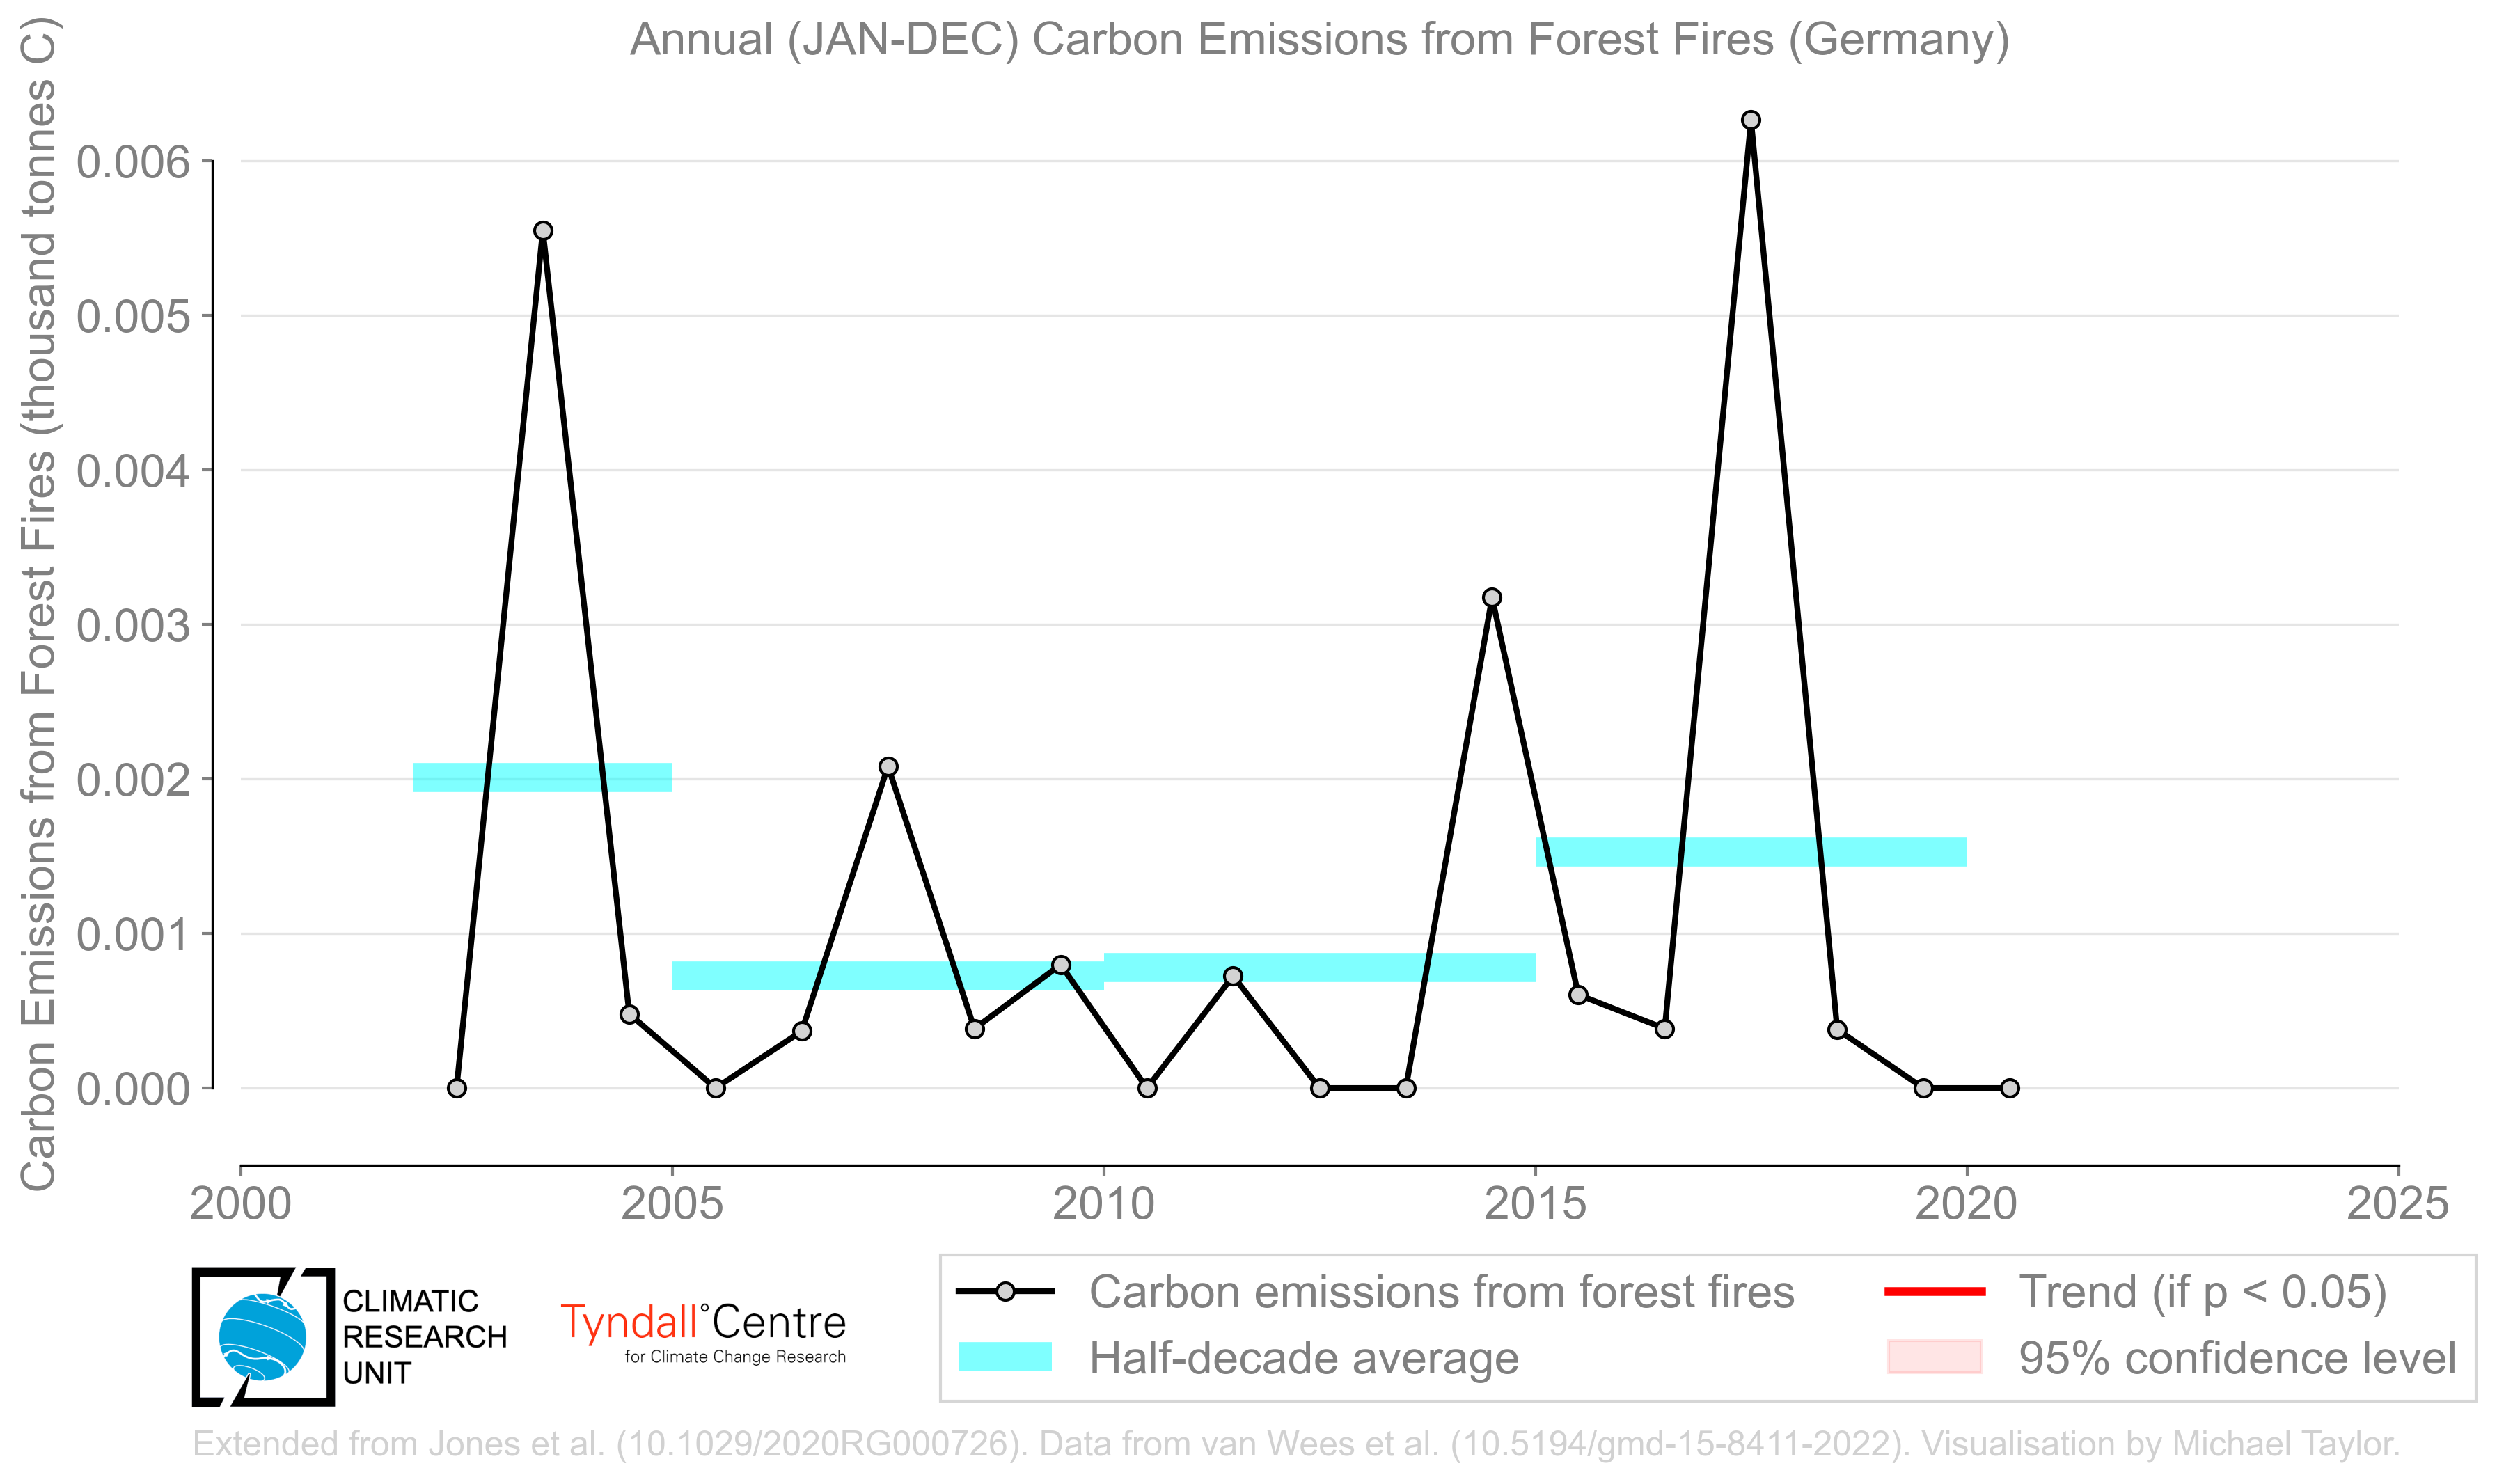 Annual (JAN-DEC) Carbon Emissions from Forest Fires (Germany)
Carbon Emissions from Forest Fires (thousand tonnes C)
0.006
0.005
0.004
0.003
0.002
0.001
0.000
2000 2005 2010 2015 2020 2025
CLIMATIC
RESEARCH
UNIT
Tyndall°Centre
for Climate Change Research
Carbon emissions from forest fires
Half-decade average
Trend (if p < 0.05)
95% confidence level
Extended from Jones et al. (10.1029/2020RG000726). Data from van Wees et al. (10.5194/gmd-15-8411-2022). Visualisation by Michael Taylor.